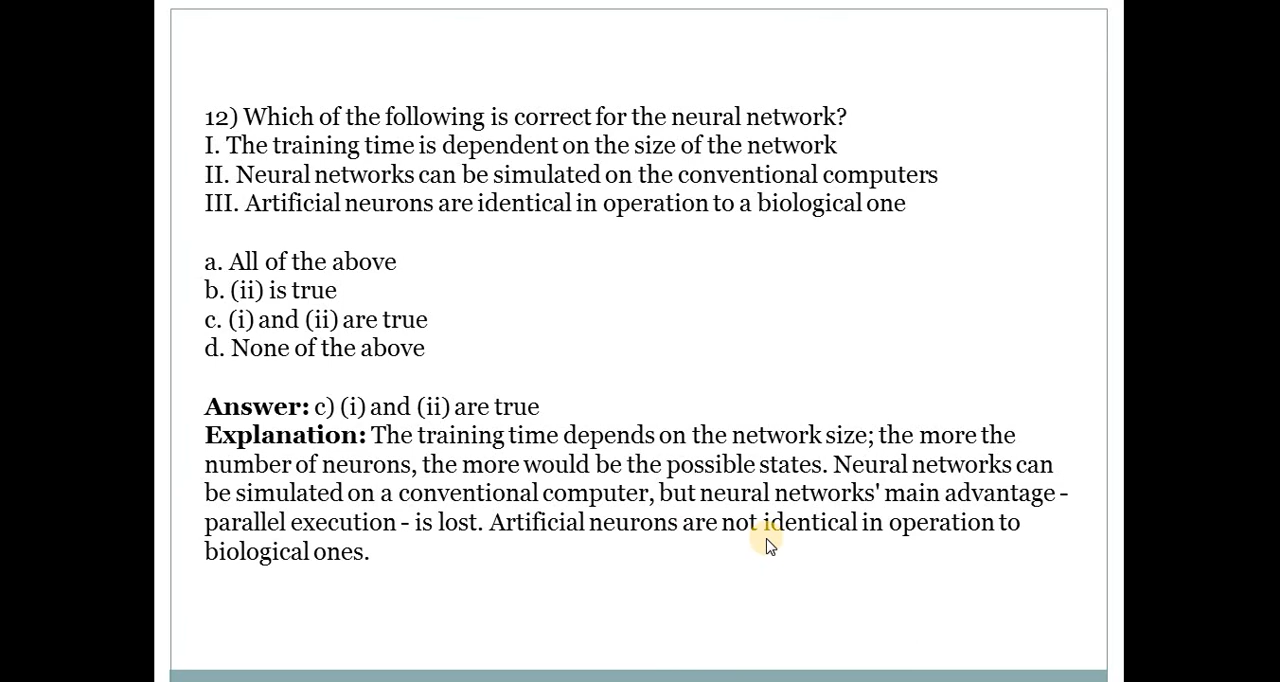 12) Which of the following is correct for the neural network?
I. The training time is dependent on the size of the network
II. Neural networks can be simulated on the conventional computers
III. Artificial neurons are identical in operation to a biological one
a. All of the above
b. (ii) is true
c. (i) and (ii) are true
d. None of the above
Answer: c) (i) and (ii) are true
Explanation: The training time depends on the network size; the more the
number of neurons, the more would be the possible states. Neural networks can
be simulated on a conventional computer, but neural networks' main advantage -
parallel execution - is lost. Artificial neurons are not identical in operation to
biological ones.